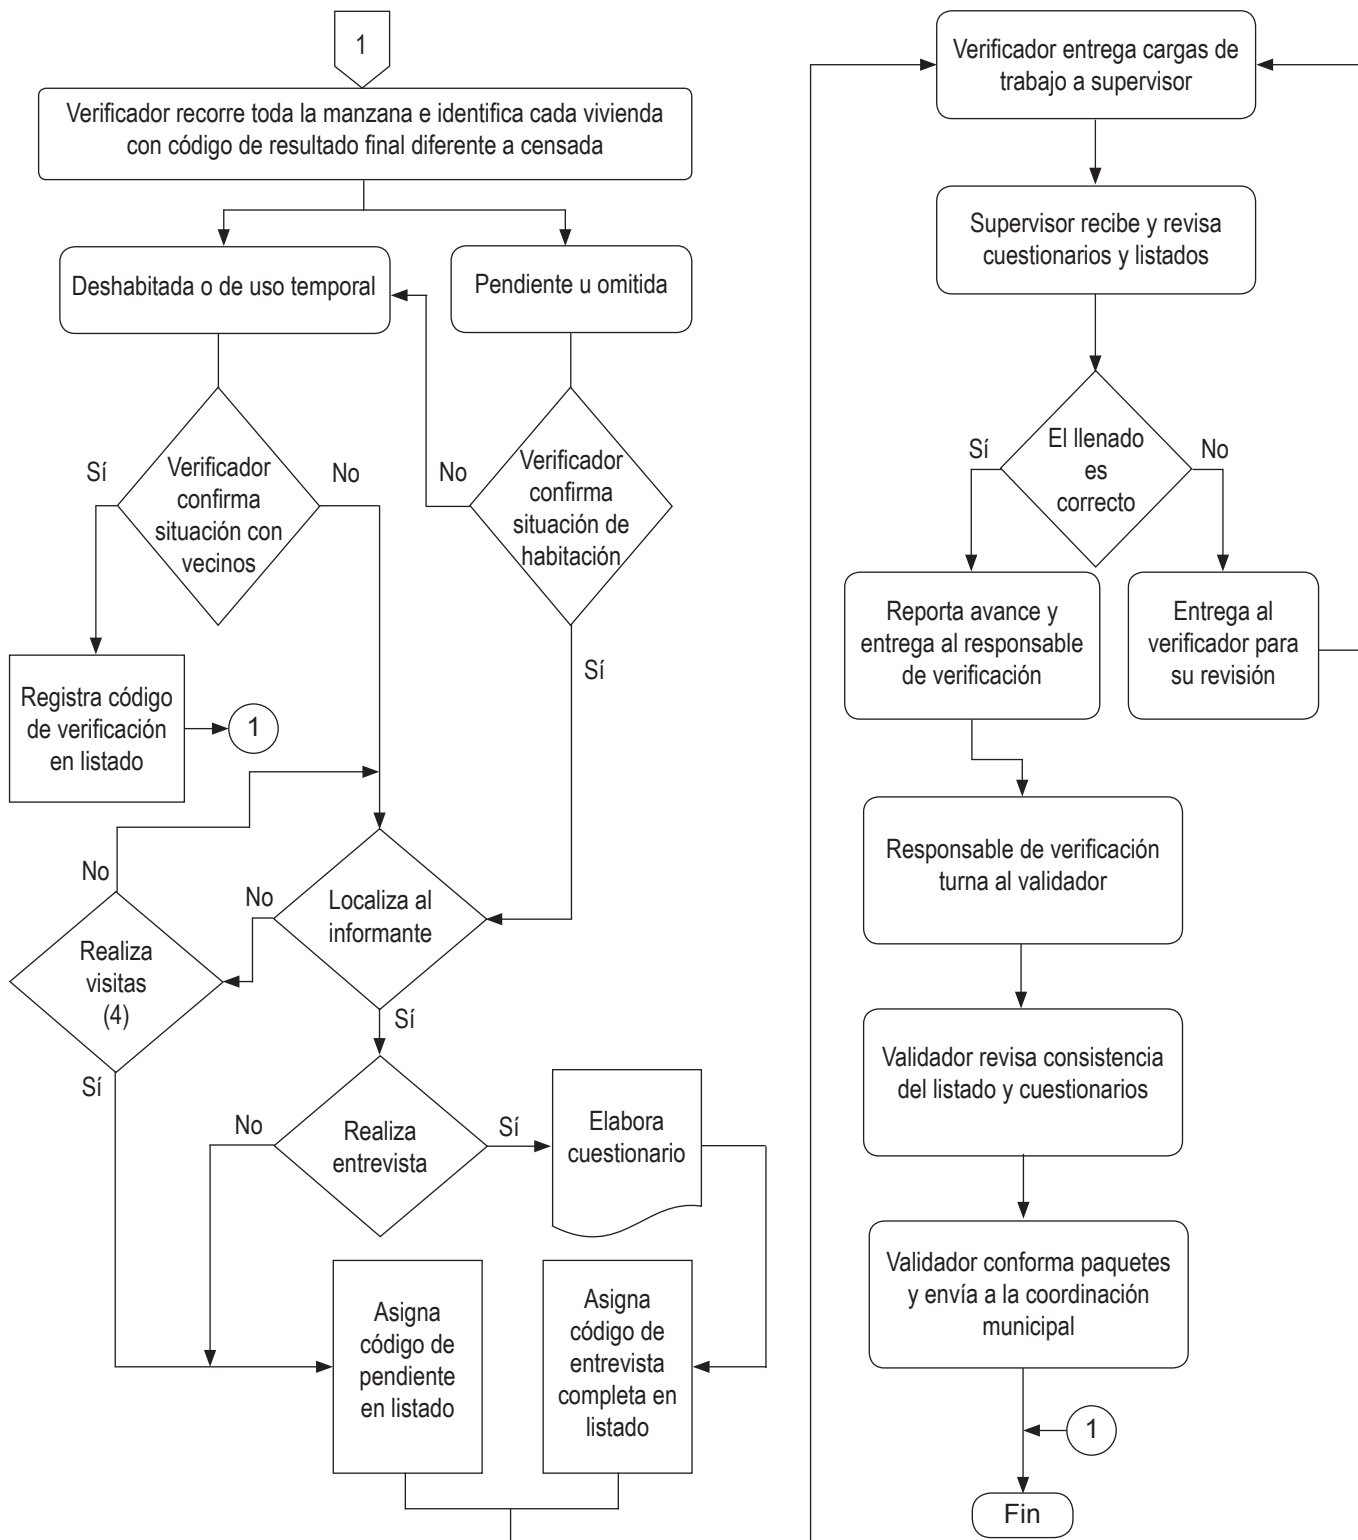 1
Verificador recorre toda la manzana e identifica cada vivienda
con código de resultado final diferente a censada
Deshabitada o de uso temporal
Pendiente u omitida
Sí
Verificador
confirma
situación con
vecinos
No
No
Verificador
confirma
situación de
habitación
Sí
Registra código
de verificación
en listado
1
No
Realiza
visitas
(4)
Sí
No
Localiza al
informante
Sí
No
Realiza
entrevista
Sí
Elabora
cuestionario
Asigna
código de
pendiente
en listado
Asigna
código de
entrevista
completa en
listado
Verificador entrega cargas de
trabajo a supervisor
Supervisor recibe y revisa
cuestionarios y listados
Sí
El llenado
es
correcto
No
Reporta avance y
entrega al responsable
de verificación
Entrega al
verificador para
su revisión
Responsable de verificación
turna al validador
Validador revisa consistencia
del listado y cuestionarios
Validador conforma paquetes
y envía a la coordinación
municipal
1
Fin